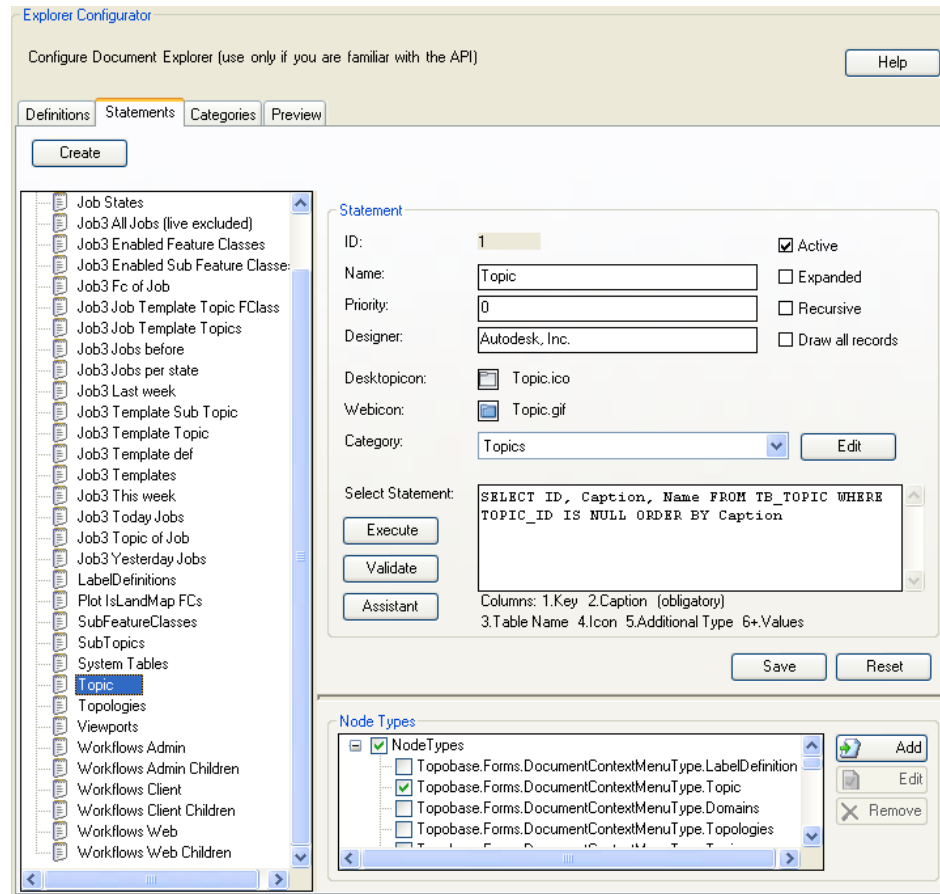 Explorer Configurator
Configure Document Explorer (use only if you are familiar with the API)
Help
Definitions
Statements
Categories
Preview
Create
Job States
Job3 All Jobs (live excluded)
Job3 Enabled Feature Classes
Job3 Enabled Sub Feature Classe
Job3 Fc of Job
Job3 Job Template Topic FClass
Job3 Job Template Topics
Job3 Jobs before
Job3 Jobs per state
Job3 Last week
Job3 Template Sub Topic
Job3 Template Topic
Job3 Template def
Job3 Templates
Job3 This week
Job3 Today Jobs
Job3 Topic of Job
Job3 Yesterday Jobs
LabelDefinitions
Plot IsLandMap FCs
SubFeatureClasses
SubTopics
System Tables
Topic
Topologies
Viewports
Workflows Admin
Workflows Admin Children
Workflows Client
Workflows Client Children
Workflows Web
Workflows Web Children
Statement
ID: 1
Active
Name: Topic
Expanded
Priority: 0
Recursive
Designer: Autodesk, Inc.
Draw all records
Desktopicon: Topic.ico
Webicon: Topic.gif
Category: Topics
Edit
Select Statement:
SELECT ID, Caption, Name FROM TB_TOPIC WHERE
TOPIC_ID IS NULL ORDER BY Caption
Execute
Validate
Assistant
Columns: 1.Key 2.Caption (obligatory)
3.Table Name 4.Icon 5.Additional Type 6+.Values
Save
Reset
Node Types
NodeTypes
Topobase.Forms.DocumentContextMenuType.LabelDefinition
Topobase.Forms.DocumentContextMenuType.Topic
Topobase.Forms.DocumentContextMenuType.Domains
Topobase.Forms.DocumentContextMenuType.Topologies
Add
Edit
Remove